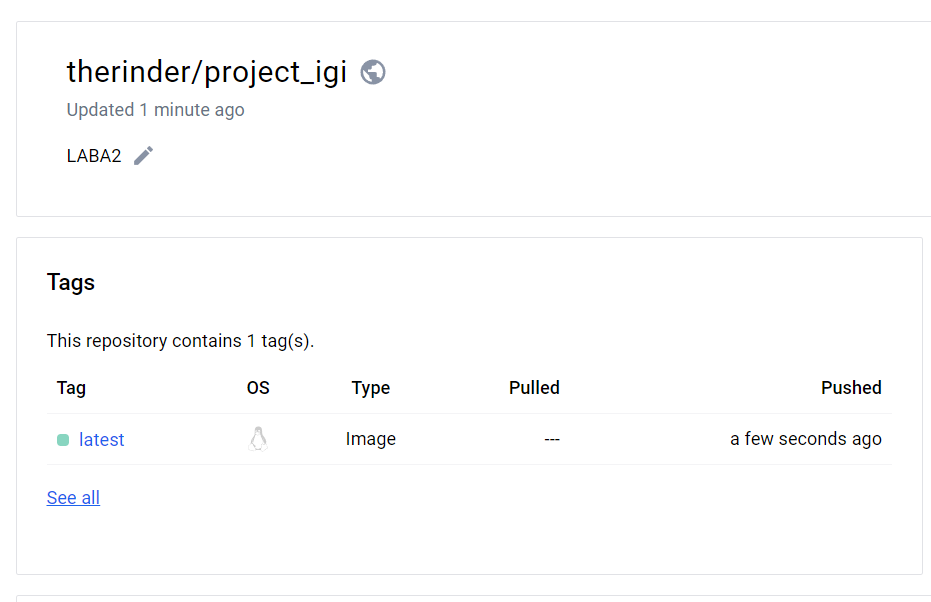 therinder/project_igi
Updated 1 minute ago
LABA2
Tags
This repository contains 1 tag(s).
Tag OS Type Pulled Pushed
latest Image --- a few seconds ago
See all